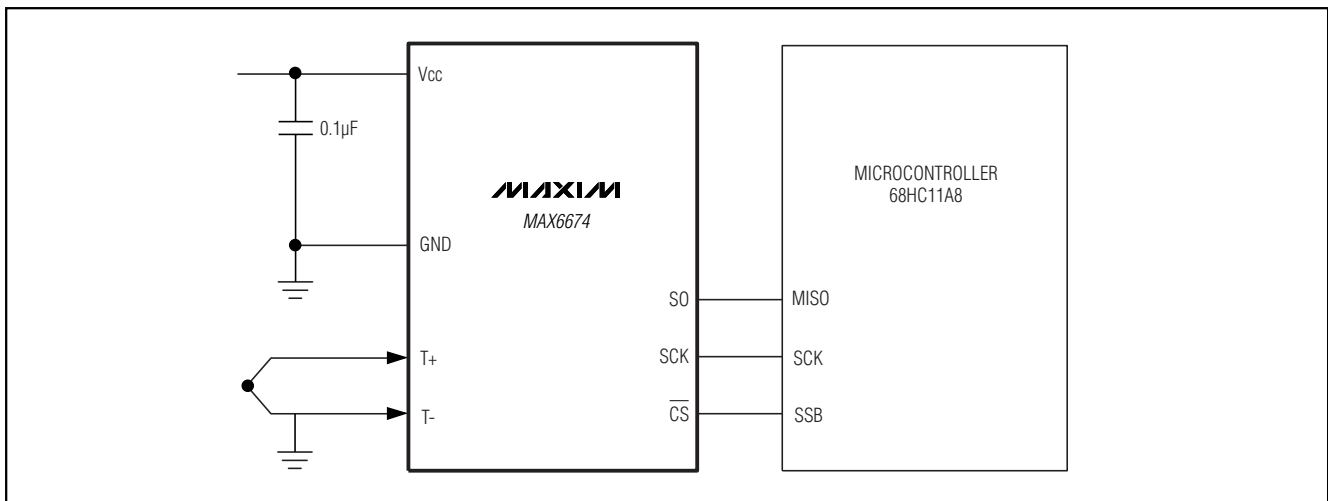 Vcc
0.1µF
MAXIM
MAX6674
GND
T+
T-
SO
SCK
CS
MICROCONTROLLER
68HC11A8
MISO
SCK
SSB